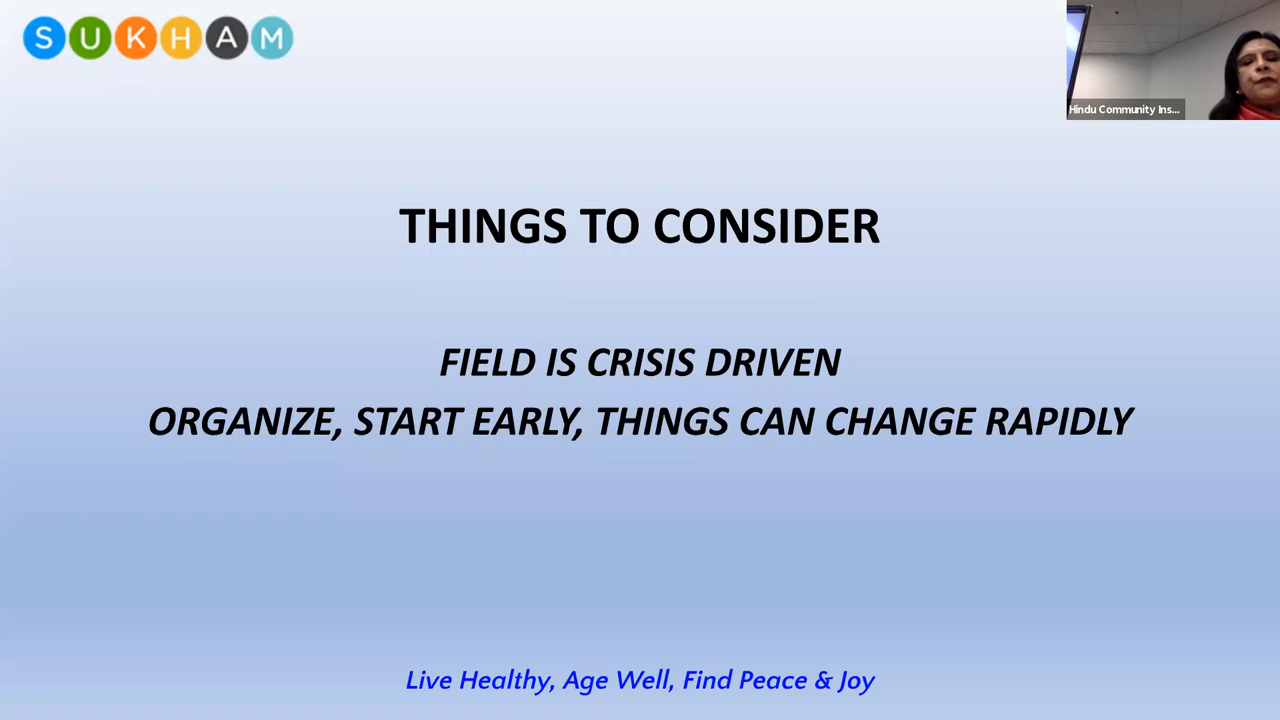 SUKHAM
Hindu Community Ins...
THINGS TO CONSIDER
FIELD IS CRISIS DRIVEN
ORGANIZE, START EARLY, THINGS CAN CHANGE RAPIDLY
Live Healthy, Age Well, Find Peace & Joy